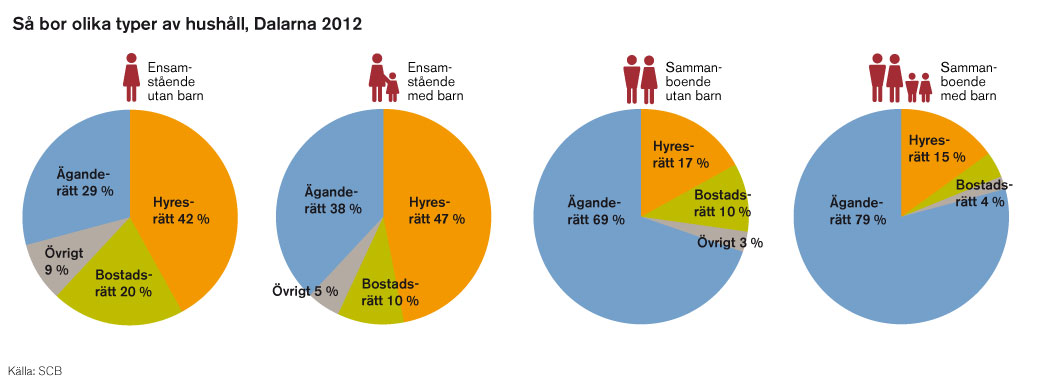 Så bor olika typer av hushåll, Dalarna 2012
Ensam-
stående
utan barn
Ägande-
rätt 29 %
Hyres-
rätt 42 %
Övrigt
9 %
Bostads-
rätt 20 %
Ensam-
stående
med barn
Ägande-
rätt 38 %
Hyres-
rätt 47 %
Övrigt 5 %
Bostads-
rätt 10 %
Samman-
boende
utan barn
Hyres-
rätt 17 %
Ägande-
rätt 69 %
Bostads-
rätt 10 %
Övrigt 3 %
Samman-
boende
med barn
Hyres-
rätt 15 %
Ägande-
rätt 79 %
Bostads-
rätt 4 %
Källa: SCB